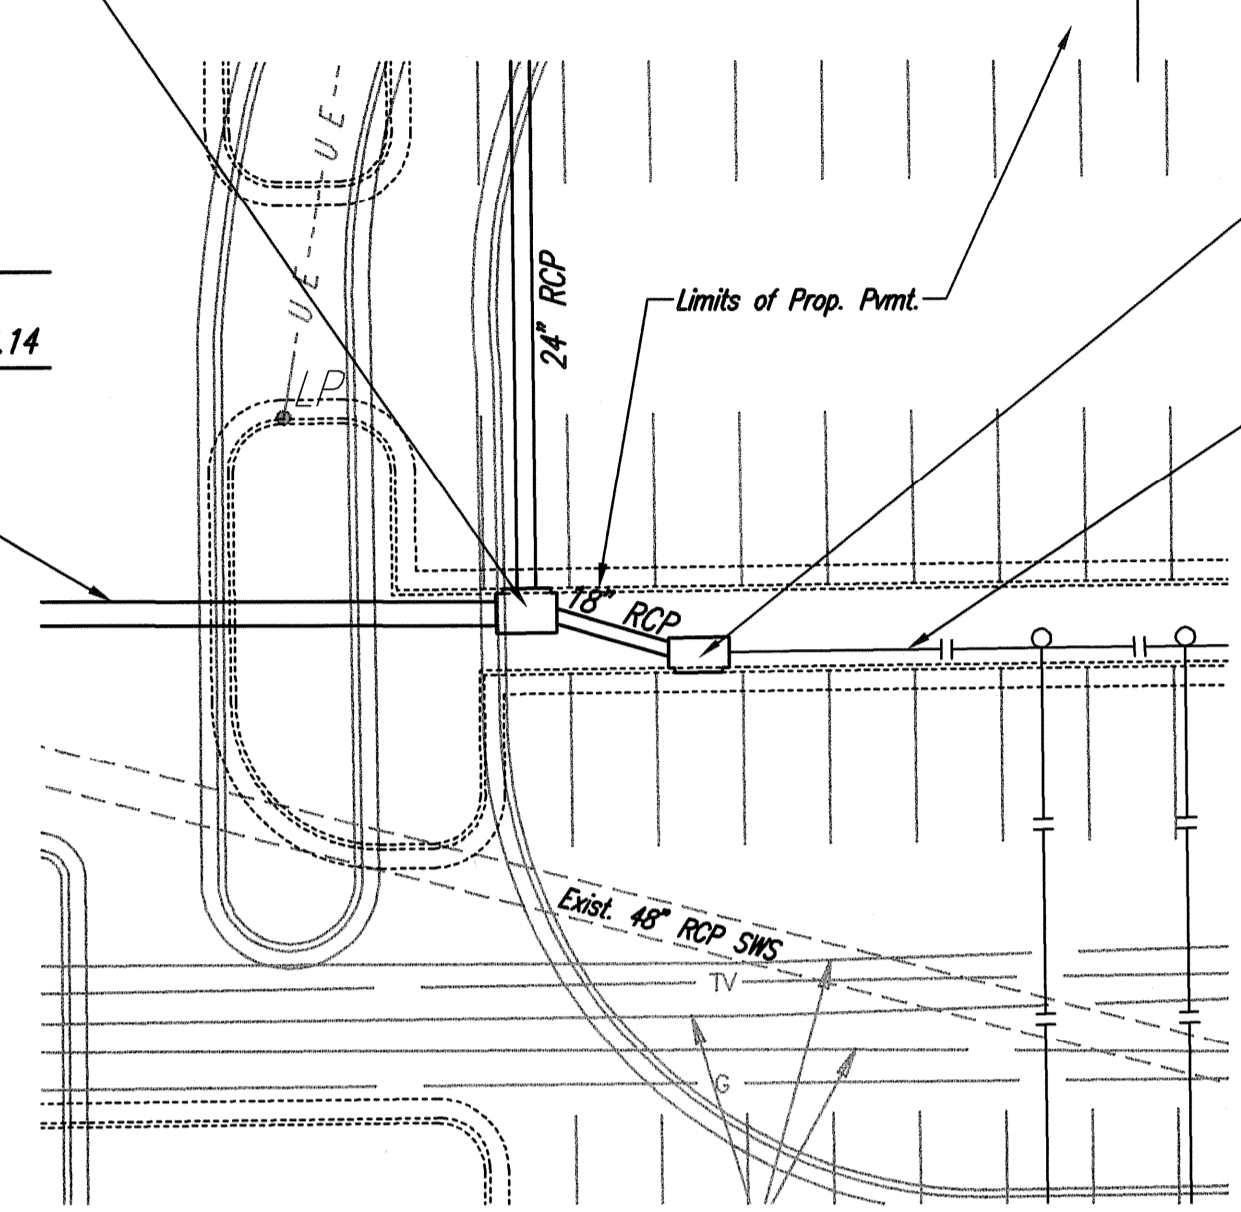 UE
UE
24" RCP
Limits of Prop. Pvmt.
.14
LP
18" RCP
Exist. 48" RCP SWS
TV
G